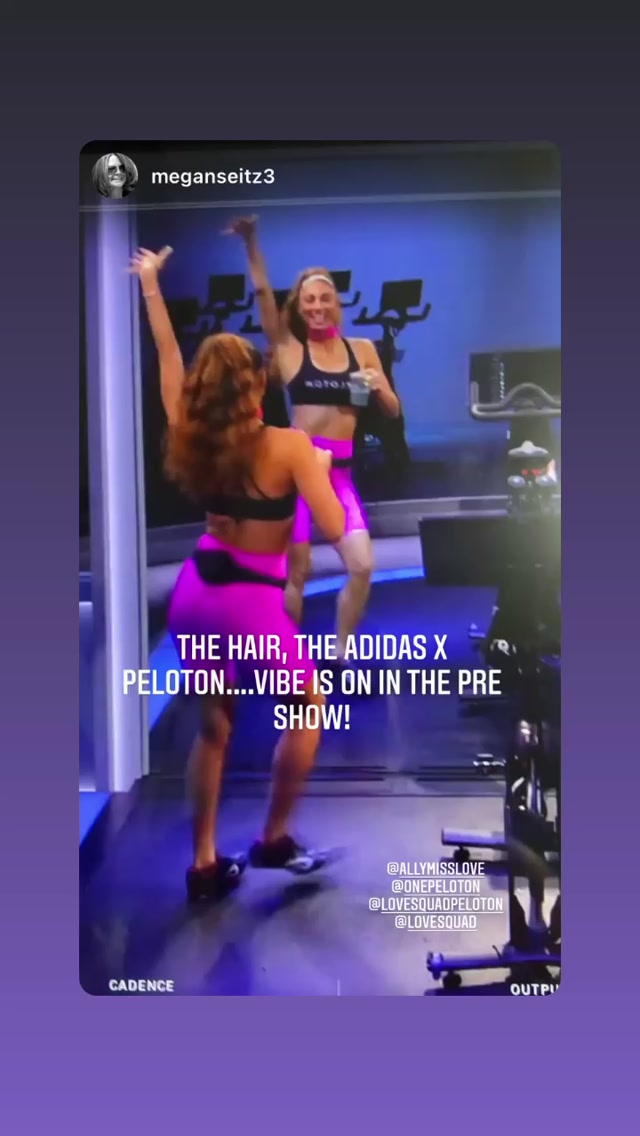 meganseitz3
THE HAIR, THE ADIDAS X
PELOTON....VIBE IS ON IN THE PRE
SHOW!
@ALLYMISSLOVE
@ONEPELOTON
@LOVESQUADPELOTON
@LOVESQUAD
CADENCE